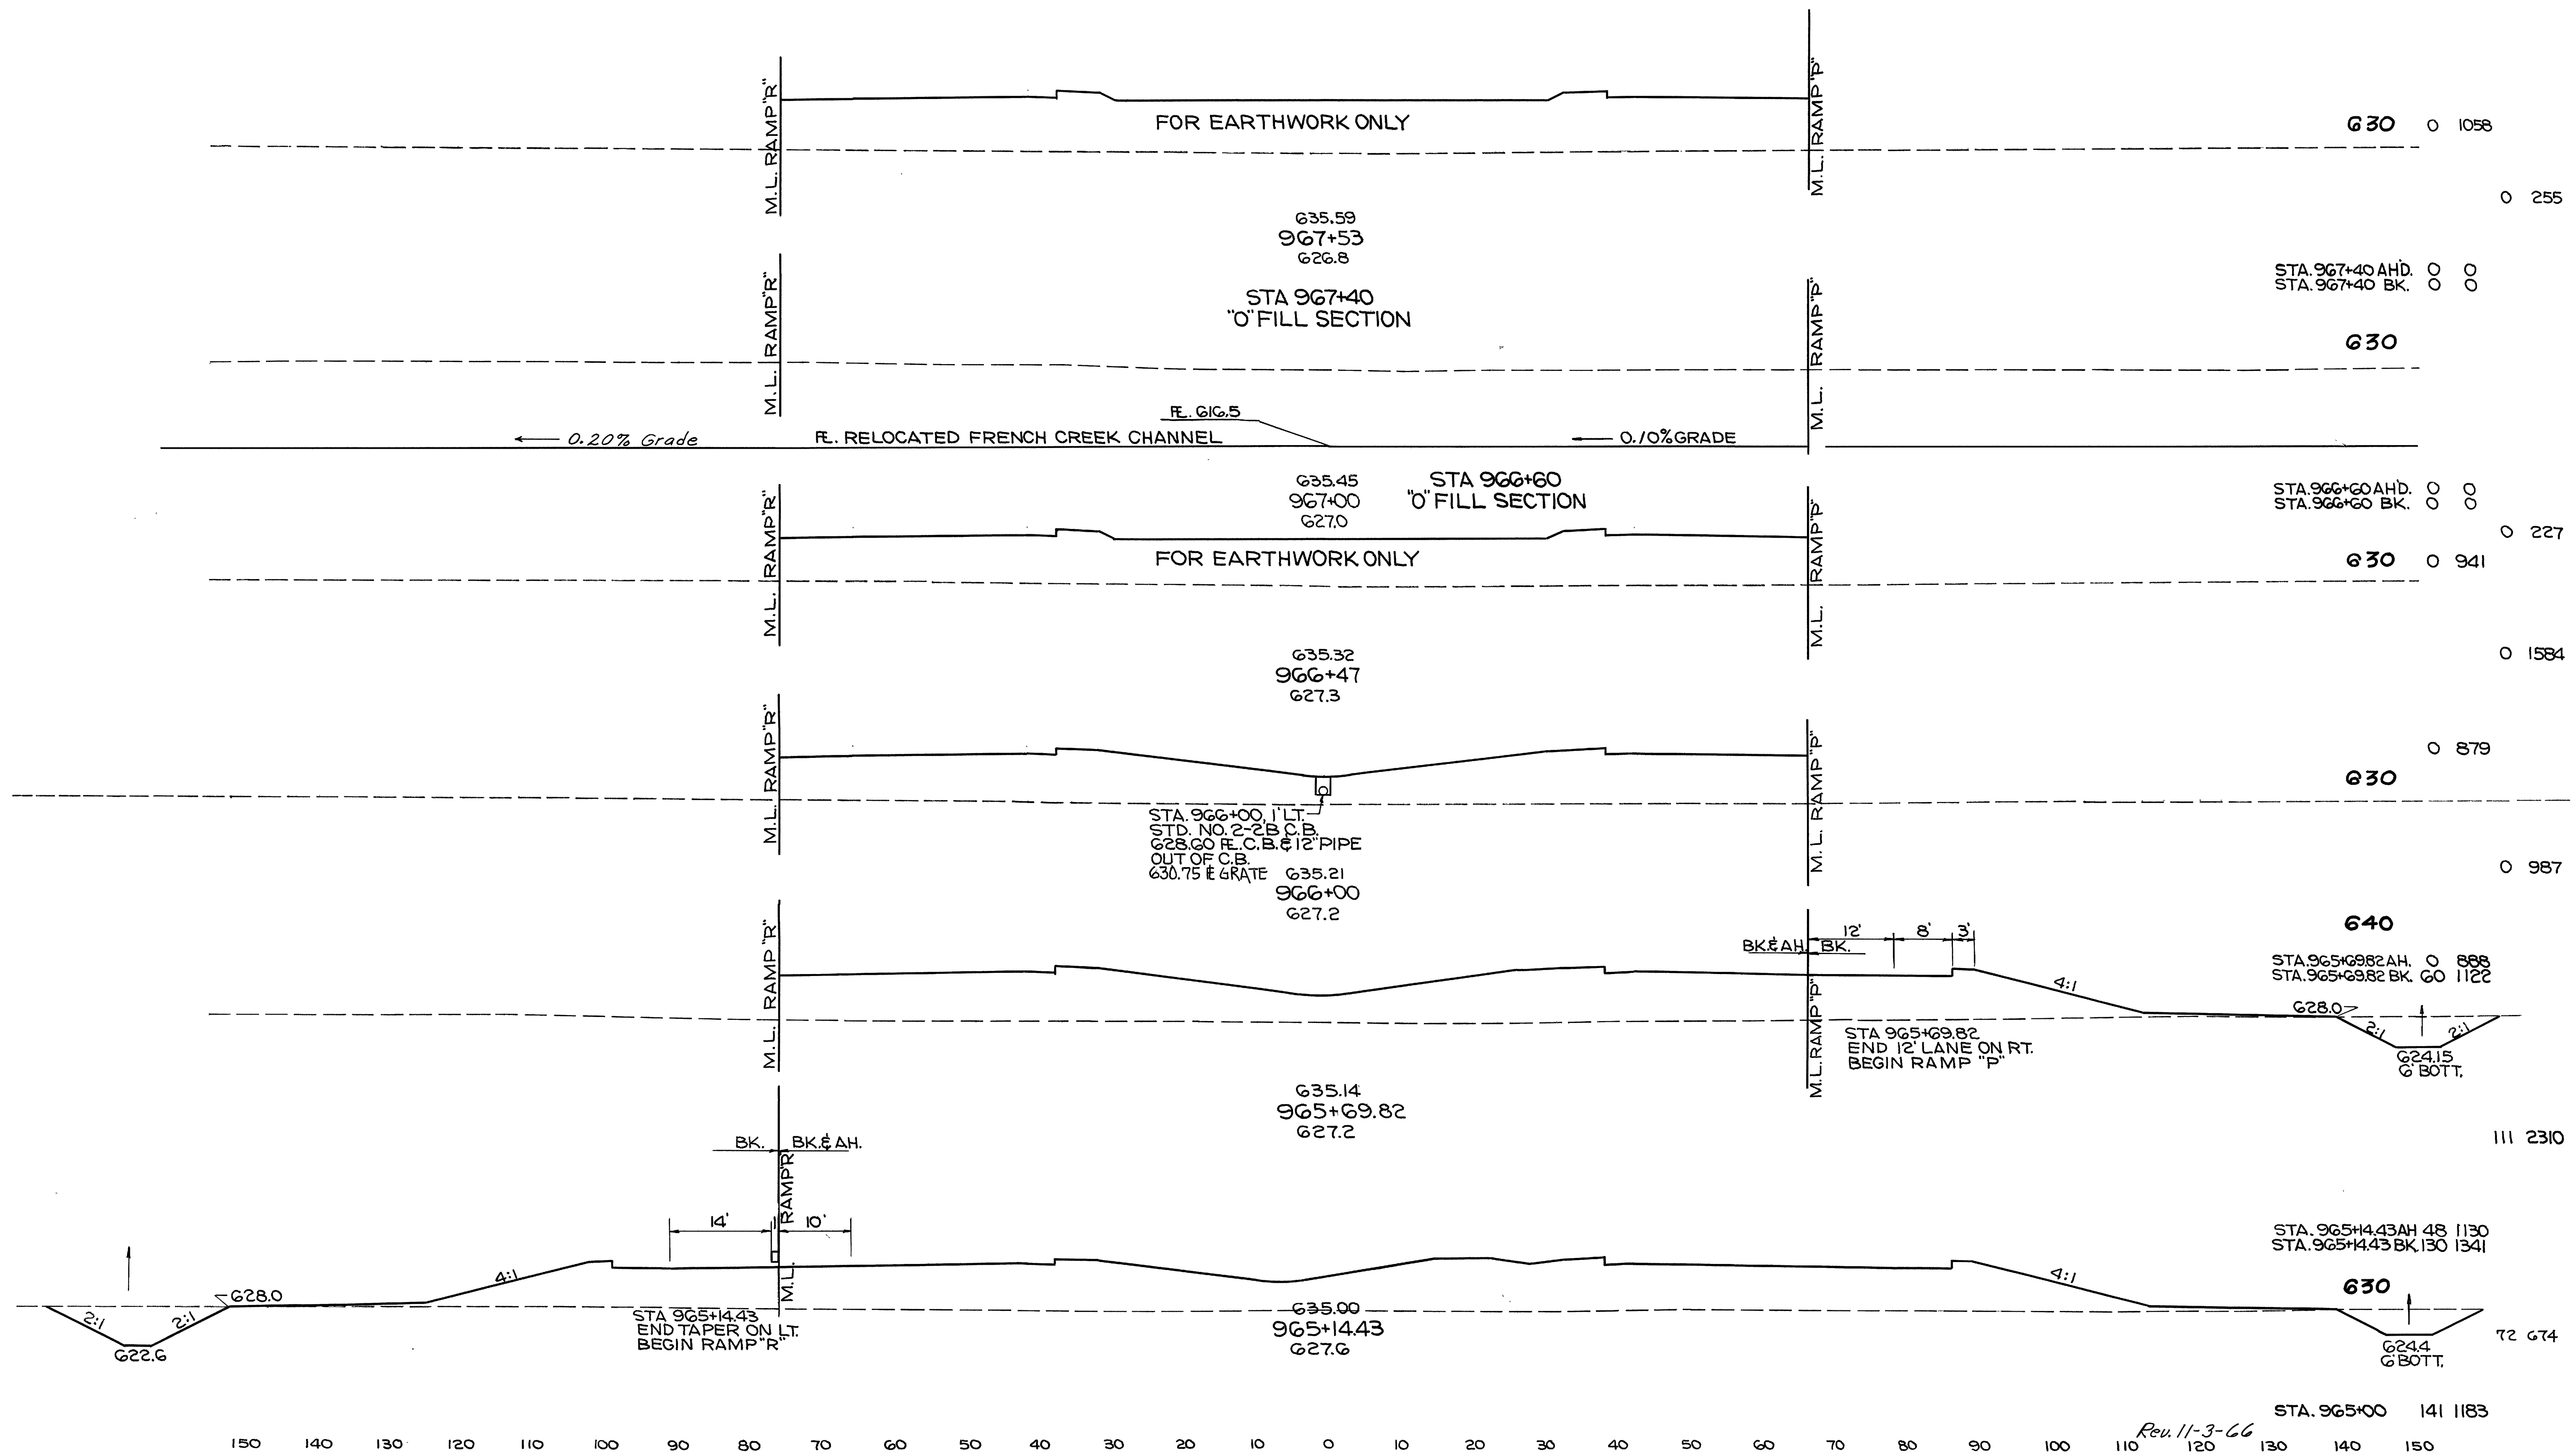 M.L. RAMP "R"
M.L. RAMP "P"
FOR EARTHWORK ONLY
630 0 1058
0 255
635.59
967+53
626.8
STA. 967+40 AH'D. 0 0
STA. 967+40 BK. 0 0
M.L. RAMP "R"
STA 967+40
"O" FILL SECTION
M.L. RAMP "P"
630
FL. 616.5
← 0.20% Grade
FL. RELOCATED FRENCH CREEK CHANNEL
← 0.10% GRADE
635.45
967+00
627.0
STA 966+60
"O" FILL SECTION
STA. 966+60 AH'D. 0 0
STA. 966+60 BK. 0 0
0 227
M.L. RAMP "R"
M.L. RAMP "P"
FOR EARTHWORK ONLY
630 0 941
635.32
966+47
627.3
0 1584
M.L. RAMP "R"
M.L. RAMP "P"
0 879
630
STA. 966+00, 1' LT.
STD. NO. 2-2B C.B.
628.60 FL. C.B. & 12" PIPE
OUT OF C.B.
630.75 FL GRATE
635.21
966+00
627.2
0 987
M.L. RAMP "R"
640
12' 8' 3'
BK. & AH. BK.
STA. 965+69.82 AH. 0 888
STA. 965+69.82 BK. 60 1122
4:1
628.0
2:1 2:1
624.15
6' BOTT.
M.L. RAMP "P"
STA 965+69.82
END 12' LANE ON RT.
BEGIN RAMP "P"
635.14
965+69.82
627.2
111 2310
BK. BK. & AH.
M.L. RAMP "R"
14' 1' 10'
STA. 965+14.43 AH 48 1130
STA. 965+14.43 BK. 130 1341
630
4:1
628.0
2:1 2:1
622.6
STA 965+14.43
END TAPER ON LT.
BEGIN RAMP "R"
635.00
965+14.43
627.6
4:1
624.4
6' BOTT.
72 674
STA. 965+00 141 1183
Rev. 11-3-66
150 140 130 120 110 100 90 80 70 60 50 40 30 20 10 0 10 20 30 40 50 60 70 80 90 100 110 120 130 140 150